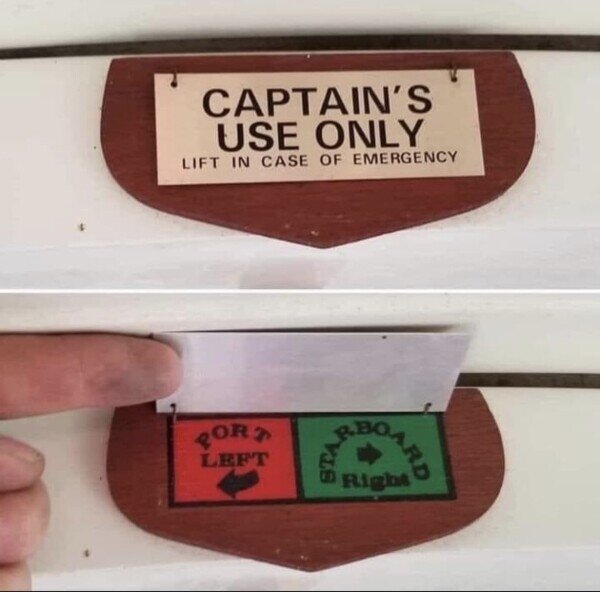 CAPTAIN'S
USE ONLY
LIFT IN CASE OF EMERGENCY
PORT
LEFT
STARBOARD
Right